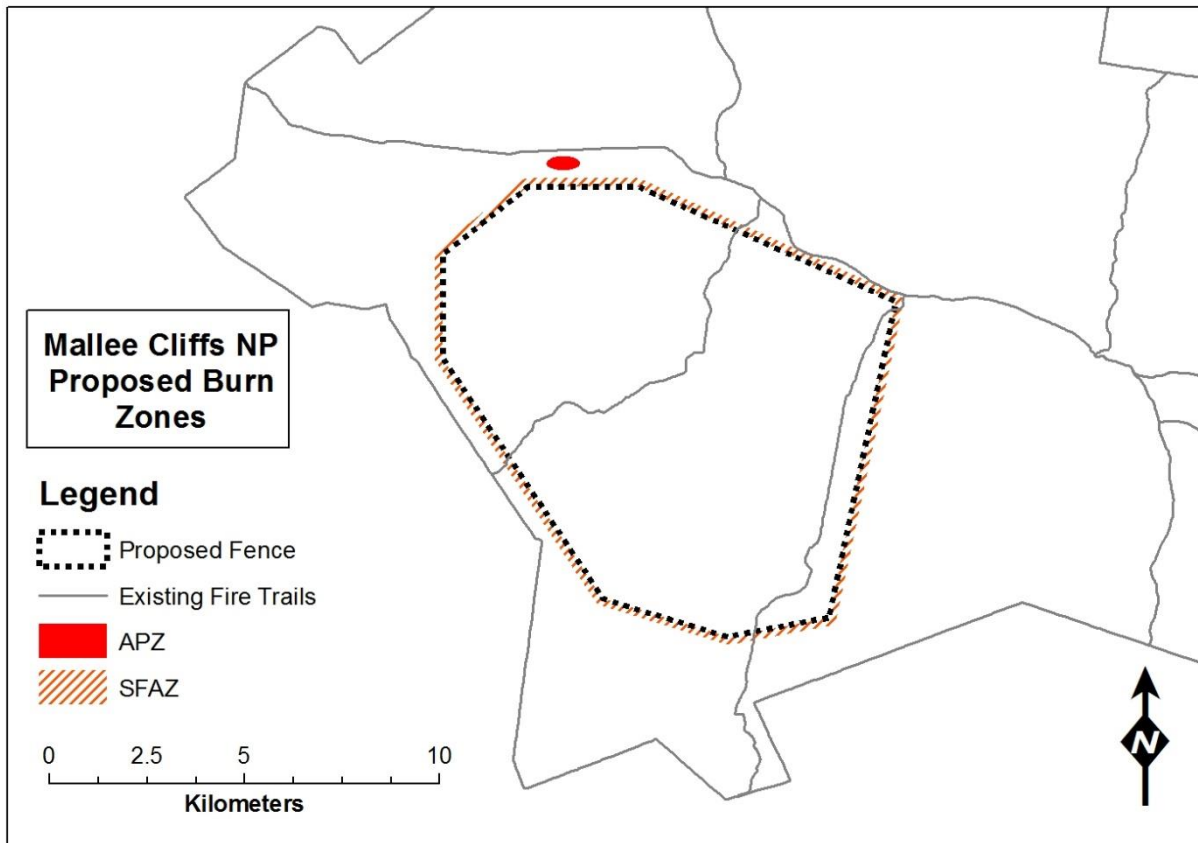 Mallee Cliffs NP
Proposed Burn
Zones
Legend
Proposed Fence
Existing Fire Trails
APZ
SFAZ
0 2.5 5 10
Kilometers
N